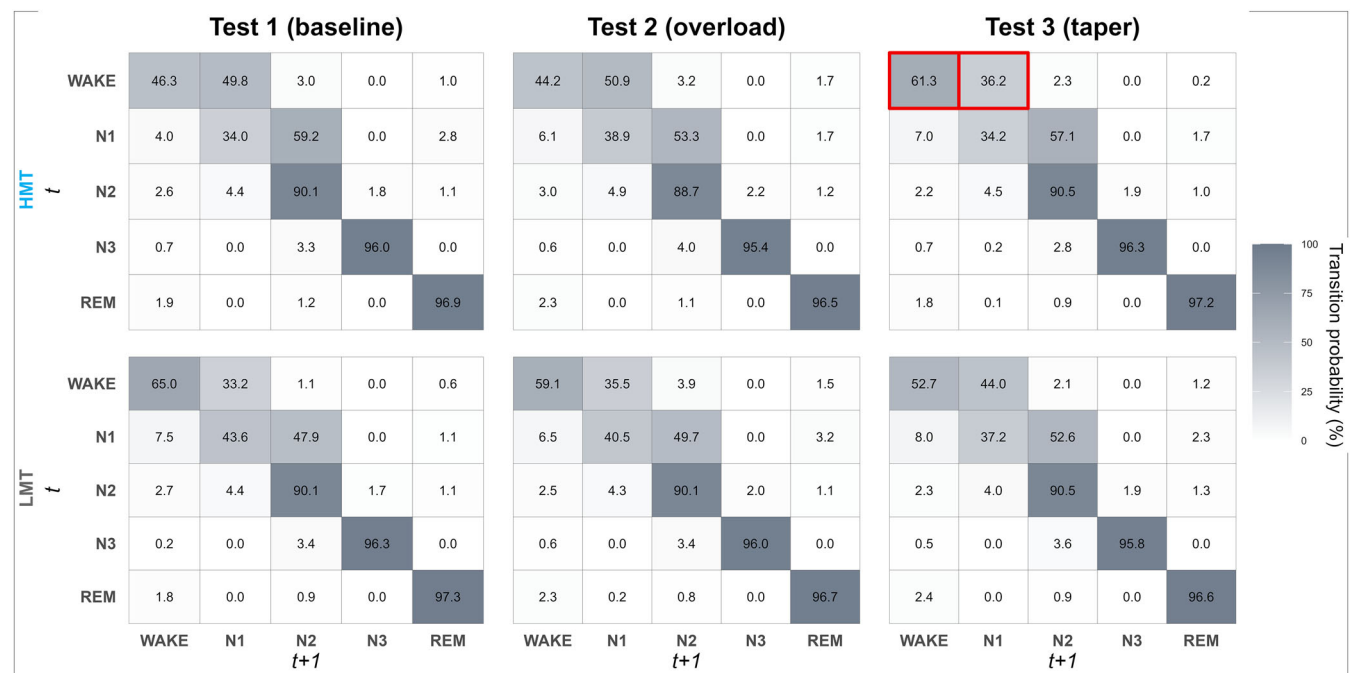 Test 1 (baseline) Test 2 (overload) Test 3 (taper)
HMT
t
WAKE 46.3 49.8 3.0 0.0 1.0 44.2 50.9 3.2 0.0 1.7 61.3 36.2 2.3 0.0 0.2
N1 4.0 34.0 59.2 0.0 2.8 6.1 38.9 53.3 0.0 1.7 7.0 34.2 57.1 0.0 1.7
N2 2.6 4.4 90.1 1.8 1.1 3.0 4.9 88.7 2.2 1.2 2.2 4.5 90.5 1.9 1.0
N3 0.7 0.0 3.3 96.0 0.0 0.6 0.0 4.0 95.4 0.0 0.7 0.2 2.8 96.3 0.0
REM 1.9 0.0 1.2 0.0 96.9 2.3 0.0 1.1 0.0 96.5 1.8 0.1 0.9 0.0 97.2
LMT
t
WAKE 65.0 33.2 1.1 0.0 0.6 59.1 35.5 3.9 0.0 1.5 52.7 44.0 2.1 0.0 1.2
N1 7.5 43.6 47.9 0.0 1.1 6.5 40.5 49.7 0.0 3.2 8.0 37.2 52.6 0.0 2.3
N2 2.7 4.4 90.1 1.7 1.1 2.5 4.3 90.1 2.0 1.1 2.3 4.0 90.5 1.9 1.3
N3 0.2 0.0 3.4 96.3 0.0 0.6 0.0 3.4 96.0 0.0 0.5 0.0 3.6 95.8 0.0
REM 1.8 0.0 0.9 0.0 97.3 2.3 0.2 0.8 0.0 96.7 2.4 0.0 0.9 0.0 96.6
WAKE N1 N2 N3 REM WAKE N1 N2 N3 REM WAKE N1 N2 N3 REM
t+1 t+1 t+1
100
75
50
25
0
Transition probability (%)